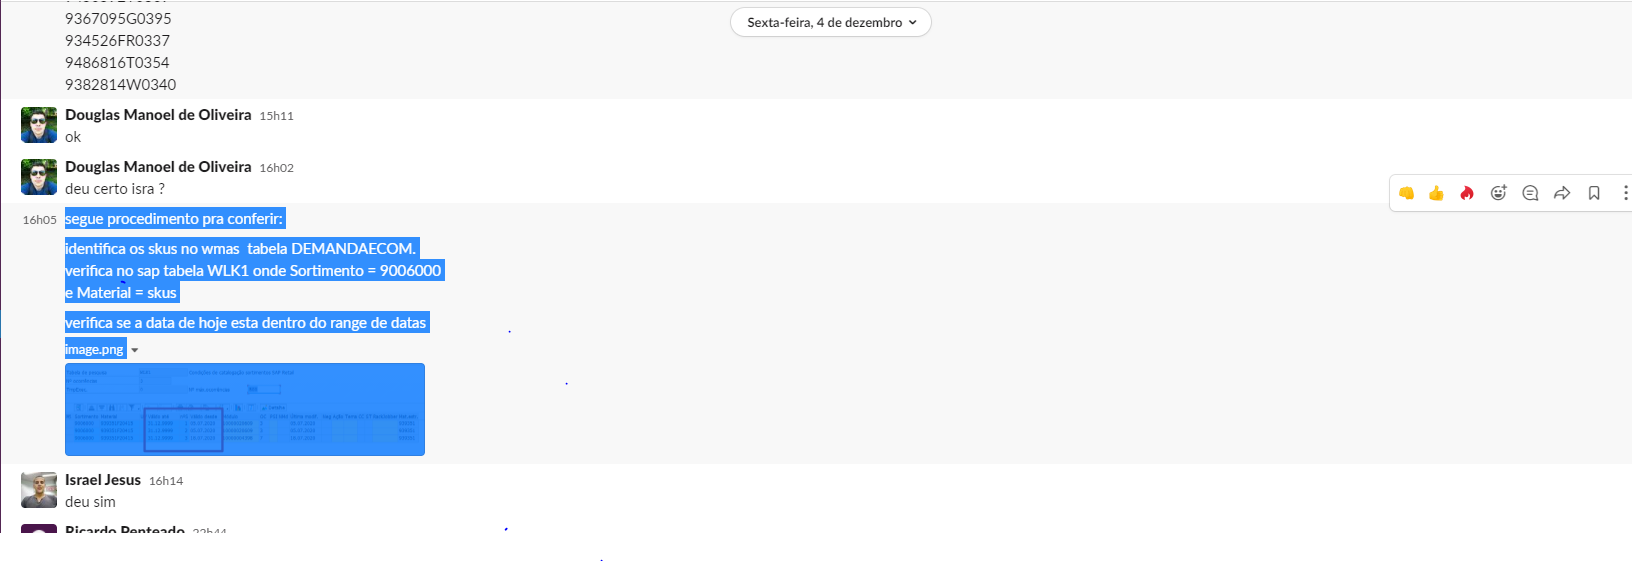 9367095G0395
Sexta-feira, 4 de dezembro
934526FR0337
9486816T0354
9382814W0340
Douglas Manoel de Oliveira 15h11
ok
Douglas Manoel de Oliveira 16h02
deu certo isra ?
16h05 segue procedimento pra conferir:
identifica os skus no wmas tabela DEMANDAECOM.
verifica no sap tabela WLK1 onde Sortimento = 9006000
e Material = skus
verifica se a data de hoje esta dentro do range de datas
image.png
Israel Jesus 16h14
deu sim
Ricardo Penteado 22h44